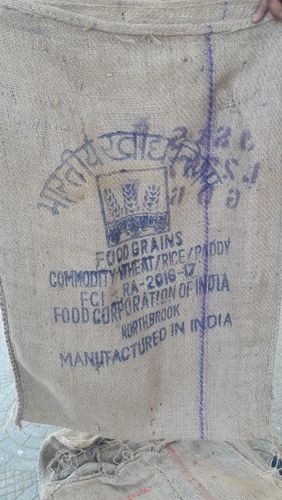 भारतीय खाद्य निगम
FOOD GRAINS
COMMODITY-WHEAT/RICE/PADDY
FCI RA-2016-17
FOOD CORPORATION OF INDIA
NORTHBROOK
MANUFACTURED IN INDIA